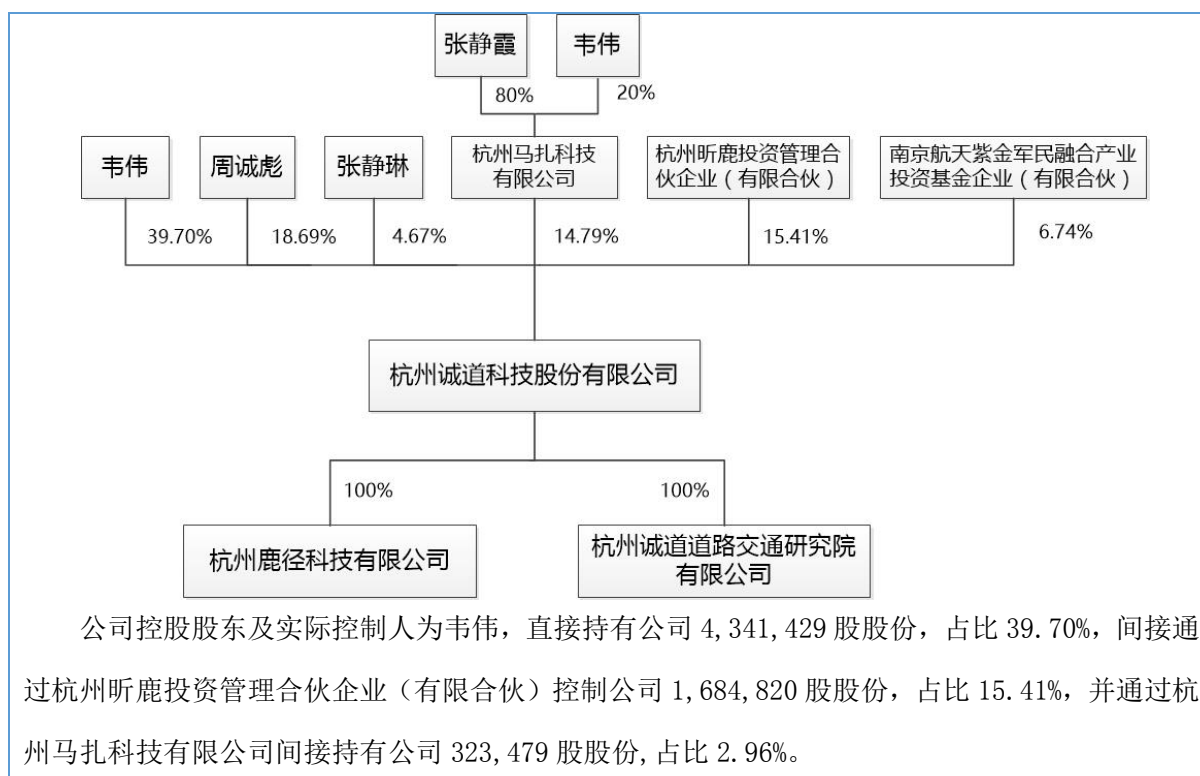 张静霞
韦伟
80%
20%
韦伟
周诚彪
张静琳
杭州马扎科技
有限公司
杭州昕鹿投资管理合
伙企业（有限合伙）
南京航天紫金军民融合产业
投资基金企业（有限合伙）
39.70%
18.69%
4.67%
14.79%
15.41%
6.74%
杭州诚道科技股份有限公司
100%
100%
杭州鹿径科技有限公司
杭州诚道道路交通研究院
有限公司
公司控股股东及实际控制人为韦伟，直接持有公司 4,341,429 股股份，占比 39.70%，间接通
过杭州昕鹿投资管理合伙企业（有限合伙）控制公司 1,684,820 股股份，占比 15.41%，并通过杭
州马扎科技有限公司间接持有公司 323,479 股股份,占比 2.96%。